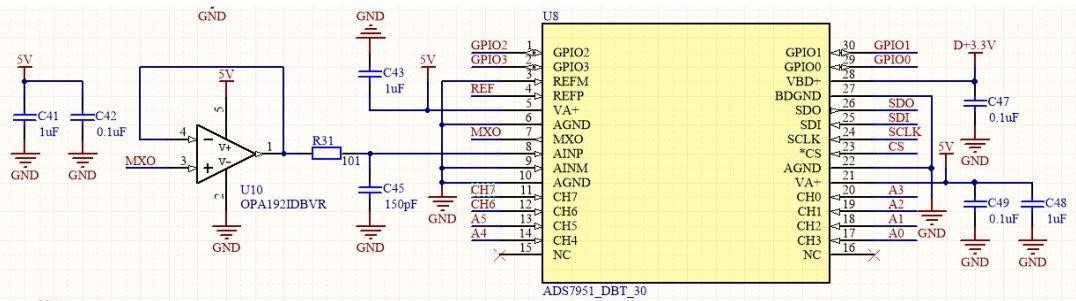 GND
GND
U8
5V
C41
1uF
C42
0.1uF
GND
GND
MXO
4
3
5V
5
V+
V−
1
2
U10
OPA192IDBVR
GND
R31
101
C43
1uF
5V
C45
150pF
GND
GND
GPIO2 1 GPIO2
GPIO3 2 GPIO3
3 REFM
REF 4 REFP
5 VA+
6 AGND
MXO 7 MXO
8 AINP
9 AINM
10 AGND
CH7 11 CH7
CH6 12 CH6
A5 13 CH5
A4 14 CH4
15 NC
GPIO1 30 GPIO1
GPIO0 29 GPIO0
VBD+ 28
BDGND 27
SDO 26 SDO
SDI 25 SDI
SCLK 24 SCLK
*CS 23 CS
AGND 22
VA+ 21
CH0 20 A3
CH1 19 A2
CH2 18 A1
CH3 17 A0
NC 16
ADS7951_DBT_30
D+3.3V
C47
0.1uF
GND
5V
C49
0.1uF
C48
1uF
GND
GND
GND